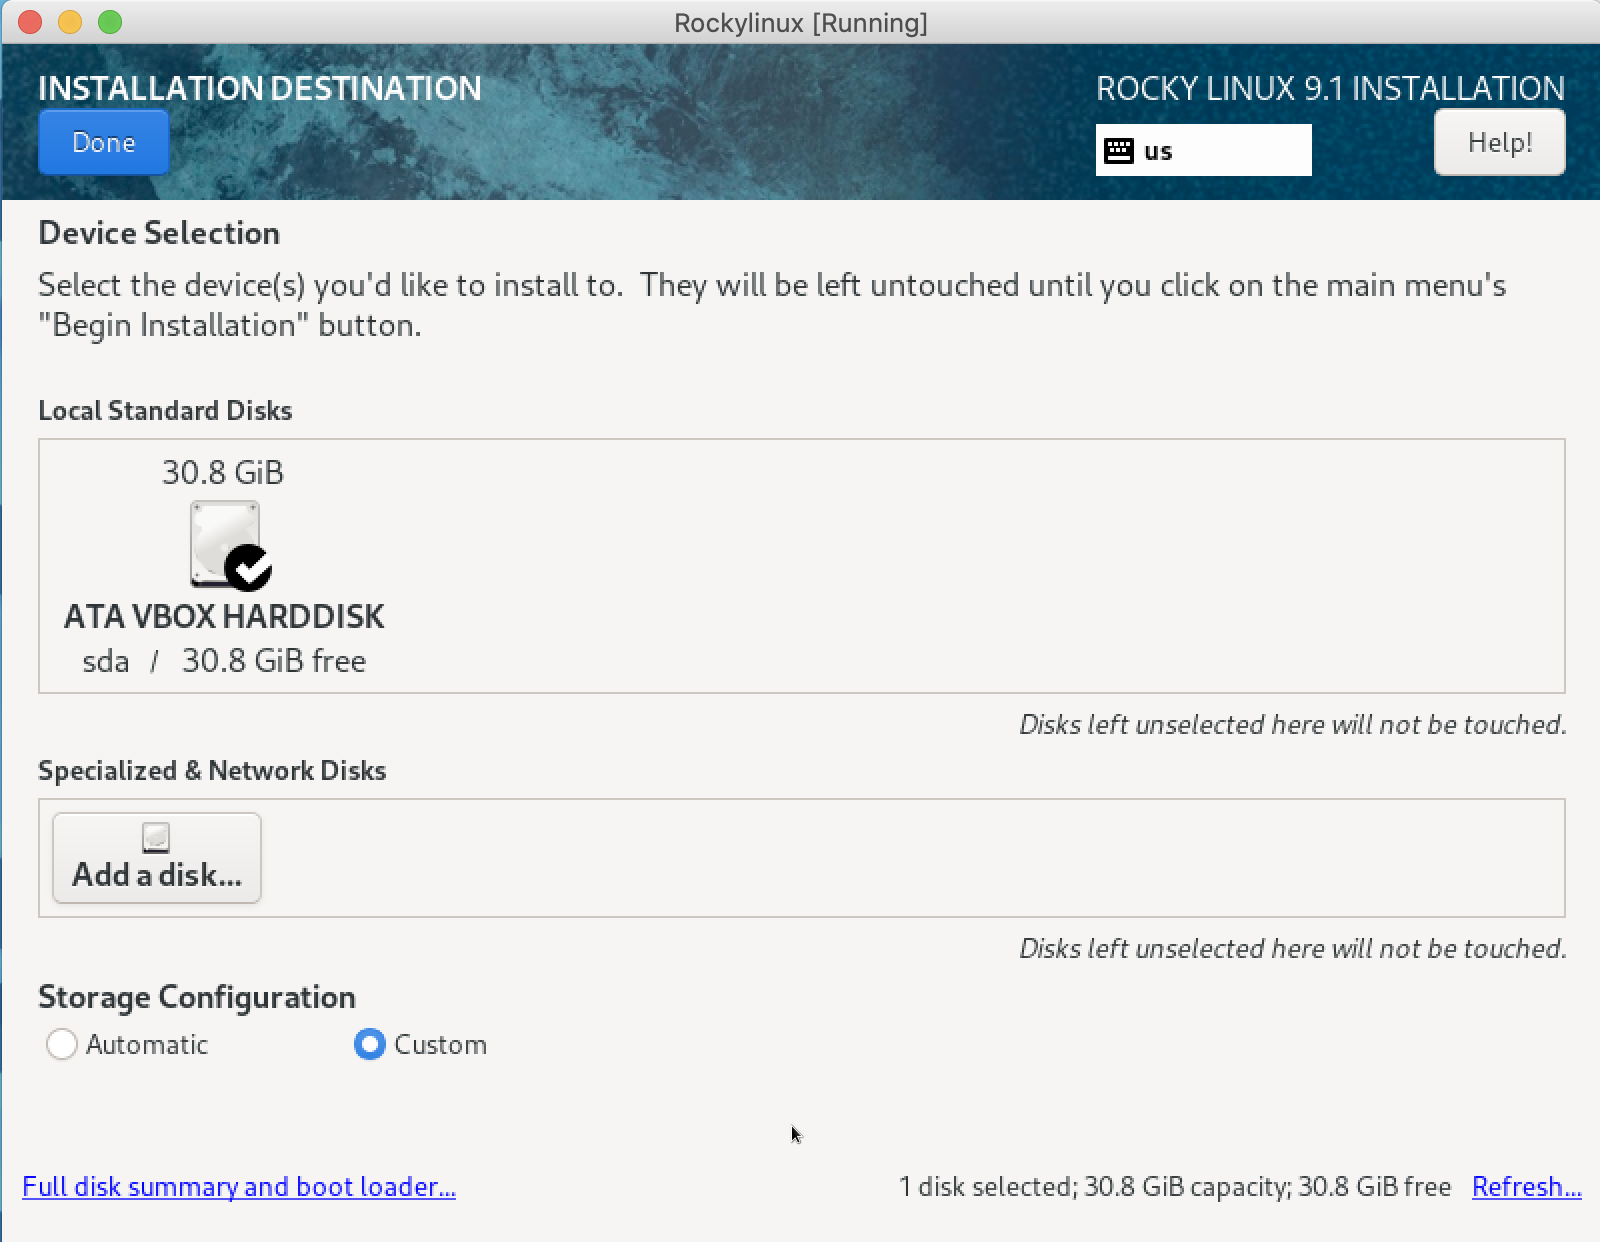 Rockylinux [Running]
INSTALLATION DESTINATION
ROCKY LINUX 9.1 INSTALLATION
Done
us
Help!
Device Selection
Select the device(s) you'd like to install to.  They will be left untouched until you click on the main menu's
"Begin Installation" button.
Local Standard Disks
30.8 GiB
ATA VBOX HARDDISK
sda / 30.8 GiB free
Disks left unselected here will not be touched.
Specialized & Network Disks
Add a disk...
Disks left unselected here will not be touched.
Storage Configuration
Automatic
Custom
Full disk summary and boot loader...
1 disk selected; 30.8 GiB capacity; 30.8 GiB free
Refresh...